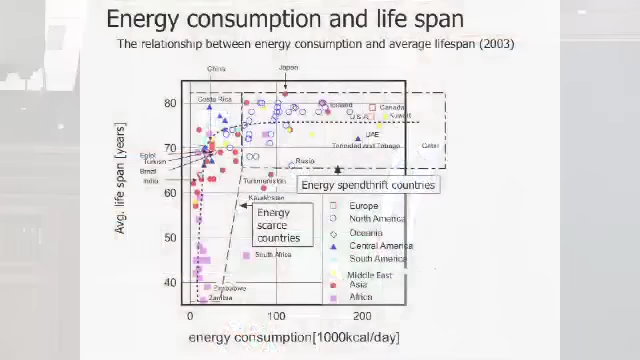 Energy consumption and life span
The relationship between energy consumption and average lifespan (2003)
China
Japan
Costa Rica
Iceland
Canada
U.S.A
Kuwait
UAE
Trinidad and Tobago
Qatar
Egipt
Tunisin
Brazil
India
Rusia
Turkmenistan
Kazakhstan
Energy spendthrift countries
Energy
scarce
countries
South Africa
Zimbabwe
Zambia
Europe
North America
Oceania
Central America
South America
Middle East
Asia
Africa
80
70
60
50
40
0
100
200
Avg. life span [years]
energy consumption[1000kcal/day]